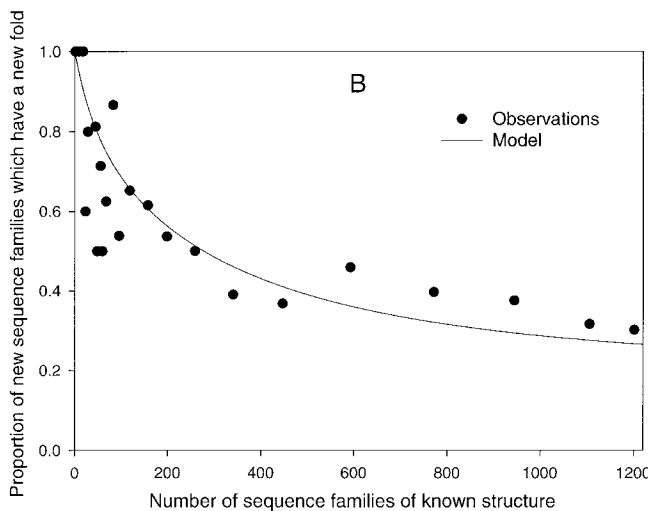 Proportion of new sequence families which have a new fold
1.0
0.8
0.6
0.4
0.2
0.0
B
Observations
Model
0 200 400 600 800 1000 1200
Number of sequence families of known structure